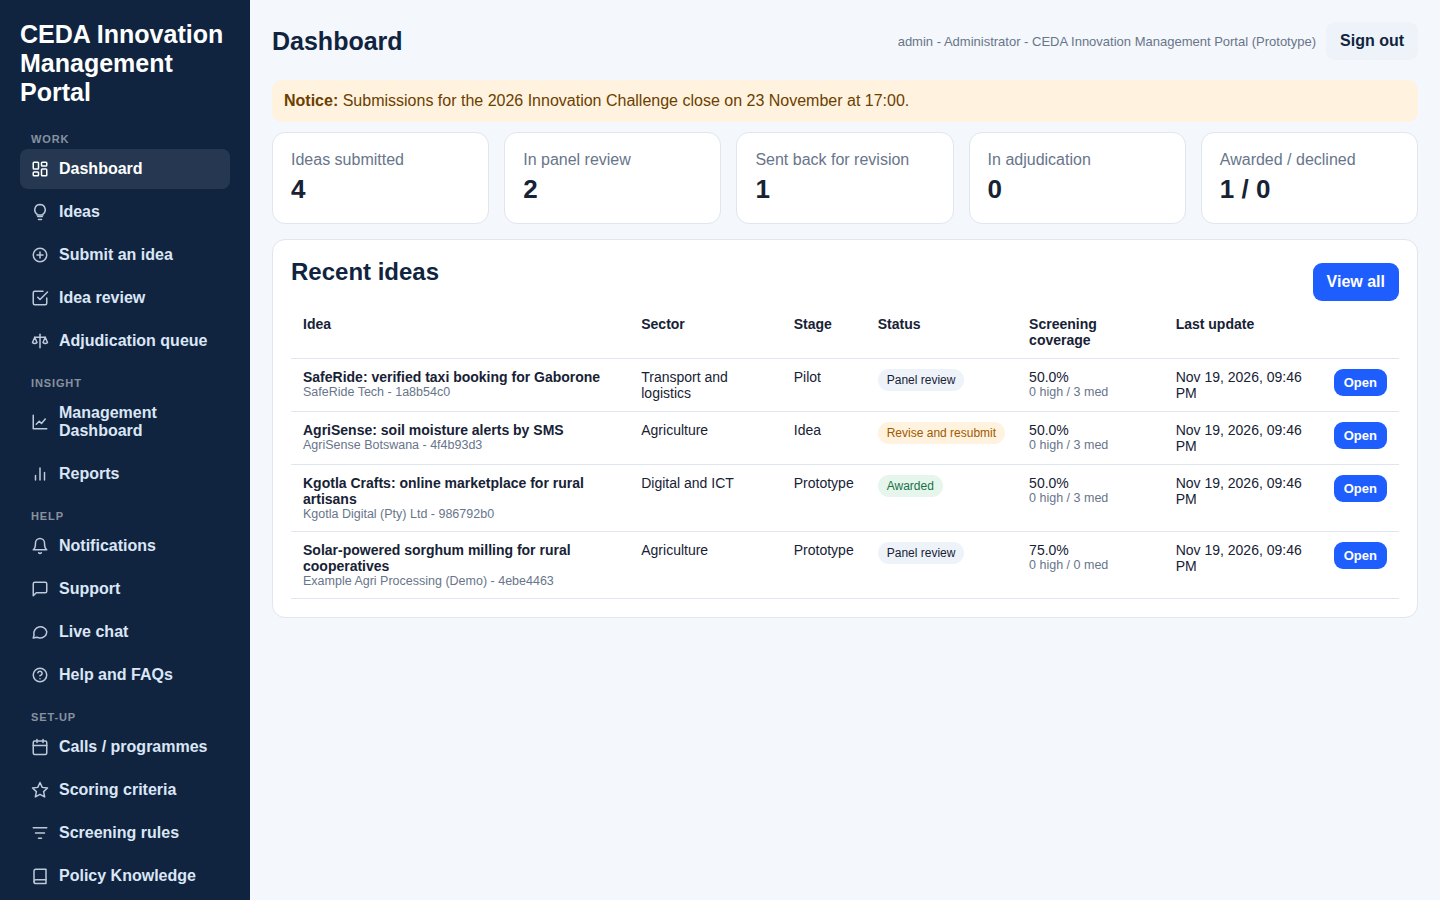 CEDA Innovation
Management
Portal
WORK
Dashboard
Ideas
Submit an idea
Idea review
Adjudication queue
INSIGHT
Management
Dashboard
Reports
HELP
Notifications
Support
Live chat
Help and FAQs
SET-UP
Calls / programmes
Scoring criteria
Screening rules
Policy Knowledge
Dashboard
admin - Administrator - CEDA Innovation Management Portal (Prototype)
Sign out
Notice: Submissions for the 2026 Innovation Challenge close on 23 November at 17:00.
Ideas submitted
4
In panel review
2
Sent back for revision
1
In adjudication
0
Awarded / declined
1 / 0
Recent ideas
View all
Idea Sector Stage Status Screening coverage Last update
SafeRide: verified taxi booking for Gaborone
SafeRide Tech - 1a8b54c0
Transport and
logistics
Pilot
Panel review
50.0%
0 high / 3 med
Nov 19, 2026, 09:46
PM
Open
AgriSense: soil moisture alerts by SMS
AgriSense Botswana - 4f4b93d3
Agriculture
Idea
Revise and resubmit
50.0%
0 high / 3 med
Nov 19, 2026, 09:46
PM
Open
Kgotla Crafts: online marketplace for rural
artisans
Kgotla Digital (Pty) Ltd - 986792b0
Digital and ICT
Prototype
Awarded
50.0%
0 high / 3 med
Nov 19, 2026, 09:46
PM
Open
Solar-powered sorghum milling for rural
cooperatives
Example Agri Processing (Demo) - 4ebe4463
Agriculture
Prototype
Panel review
75.0%
0 high / 0 med
Nov 19, 2026, 09:46
PM
Open